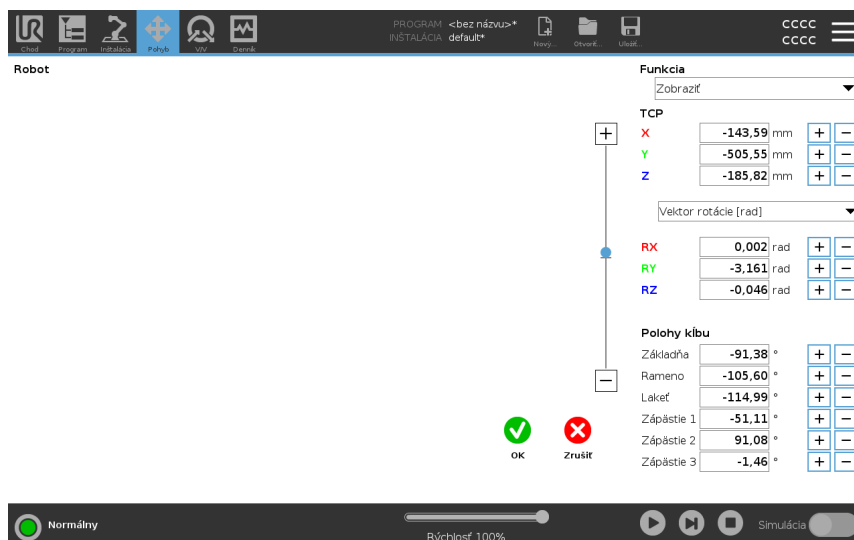 UR
Chod Program Inštalácia Pohyb V/V Denník
PROGRAM <bez názvu>*
INŠTALÁCIA default*
Nový... Otvoriť... Uložiť...
CCCC
CCCC
Robot
Funkcia
Zobraziť
TCP
X -143,59 mm + −
Y -505,55 mm + −
Z -185,82 mm + −
Vektor rotácie [rad]
RX 0,002 rad + −
RY -3,161 rad + −
RZ -0,046 rad + −
Polohy kĺbu
Základňa -91,38 ° + −
Rameno -105,60 ° + −
Lakeť -114,99 ° + −
Zápästie 1 -51,11 ° + −
Zápästie 2 91,08 ° + −
Zápästie 3 -1,46 ° + −
OK Zrušiť
Normálny
Rýchlosť 100%
Simulácia